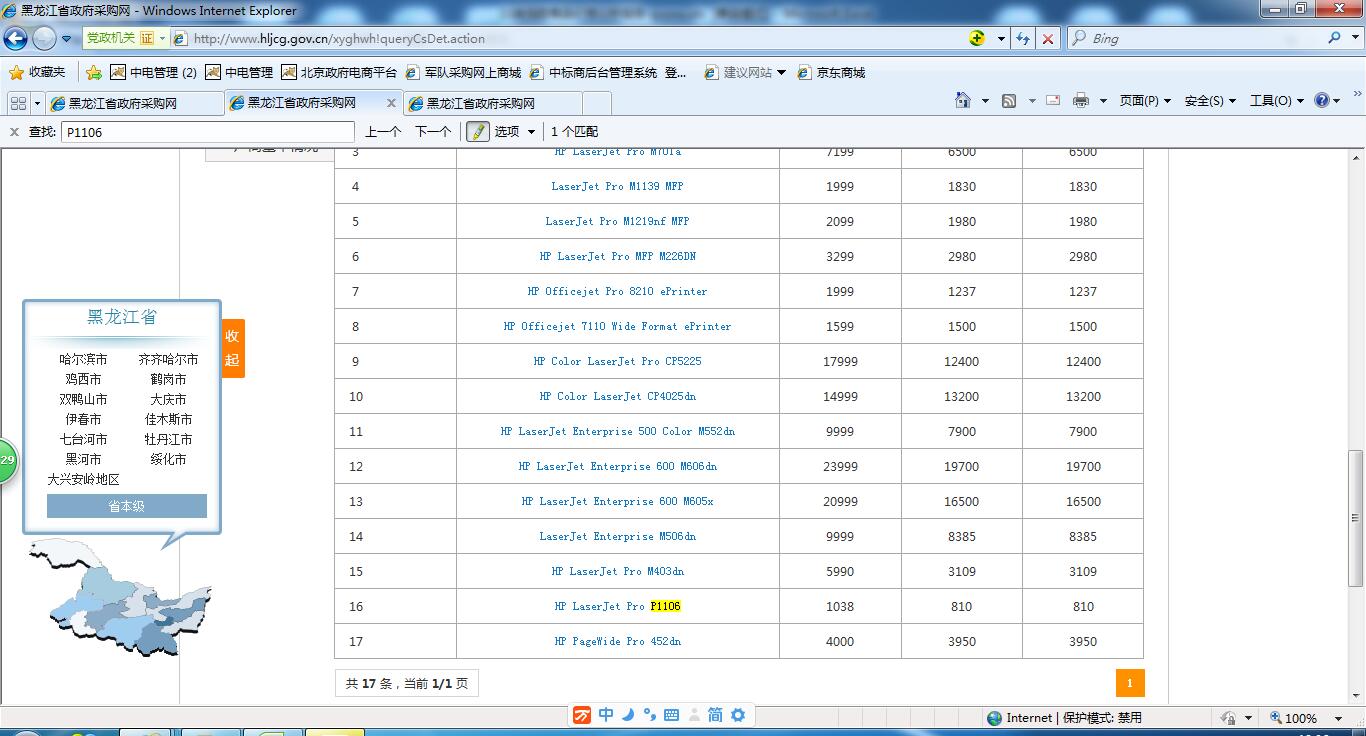 黑龙江省政府采购网 - Windows Internet Explorer
党政机关 证 http://www.hljcg.gov.cn/xyghwh!queryCsDet.action Bing
收藏夹 中电管理 (2) 中电管理 北京政府电商平台 军队采购网上商城 中标商后台管理系统 登... 建议网站 京东商城
黑龙江省政府采购网 黑龙江省政府采购网 黑龙江省政府采购网 页面(P) 安全(S) 工具(O)
查找: P1106 上一个 下一个 选项 1 个匹配
3 HP LaserJet Pro M701a 7199 6500 6500
4 LaserJet Pro M1139 MFP 1999 1830 1830
5 LaserJet Pro M1219nf MFP 2099 1980 1980
6 HP LaserJet Pro MFP M226DN 3299 2980 2980
7 HP Officejet Pro 8210 ePrinter 1999 1237 1237
8 HP Officejet 7110 Wide Format ePrinter 1599 1500 1500
9 HP Color LaserJet Pro CP5225 17999 12400 12400
10 HP Color LaserJet CP4025dn 14999 13200 13200
11 HP LaserJet Enterprise 500 Color M552dn 9999 7900 7900
12 HP LaserJet Enterprise 600 M606dn 23999 19700 19700
13 HP LaserJet Enterprise 600 M605x 20999 16500 16500
14 LaserJet Enterprise M506dn 9999 8385 8385
15 HP LaserJet Pro M403dn 5990 3109 3109
16 HP LaserJet Pro P1106 1038 810 810
17 HP PageWide Pro 452dn 4000 3950 3950
共 17 条 , 当前 1/1 页 1
黑龙江省
收起
哈尔滨市 齐齐哈尔市
鸡西市 鹤岗市
双鸭山市 大庆市
伊春市 佳木斯市
七台河市 牡丹江市
黑河市 绥化市
大兴安岭地区
省本级
29
中 简
Internet | 保护模式: 禁用 100%